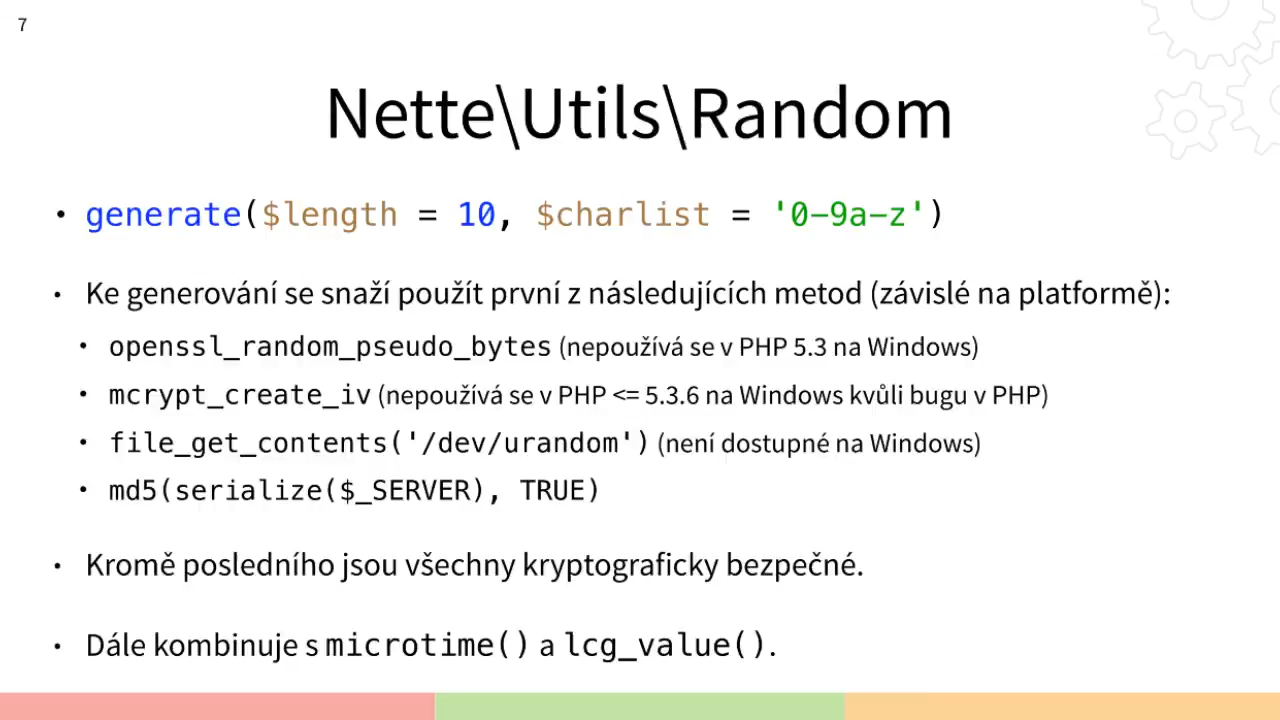 7
Nette\Utils\Random
• generate($length = 10, $charlist = '0-9a-z')
• Ke generování se snaží použít první z následujících metod (závislé na platformě):
• openssl_random_pseudo_bytes (nepoužívá se v PHP 5.3 na Windows)
• mcrypt_create_iv (nepoužívá se v PHP <= 5.3.6 na Windows kvůli bugu v PHP)
• file_get_contents('/dev/urandom') (není dostupné na Windows)
• md5(serialize($_SERVER), TRUE)
• Kromě posledního jsou všechny kryptograficky bezpečné.
• Dále kombinuje s microtime() a lcg_value().